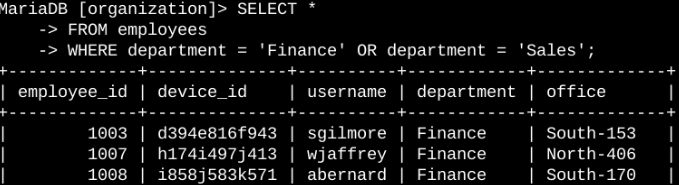 MariaDB [organization]> SELECT *
    -> FROM employees
    -> WHERE department = 'Finance' OR department = 'Sales';
+-------------+--------------+----------+------------+-------------+
| employee_id | device_id    | username | department | office      |
+-------------+--------------+----------+------------+-------------+
|        1003 | d394e816f943 | sgilmore | Finance    | South-153   |
|        1007 | h174i497j413 | wjaffrey | Finance    | North-406   |
|        1008 | i858j583k571 | abernard | Finance    | South-170   |